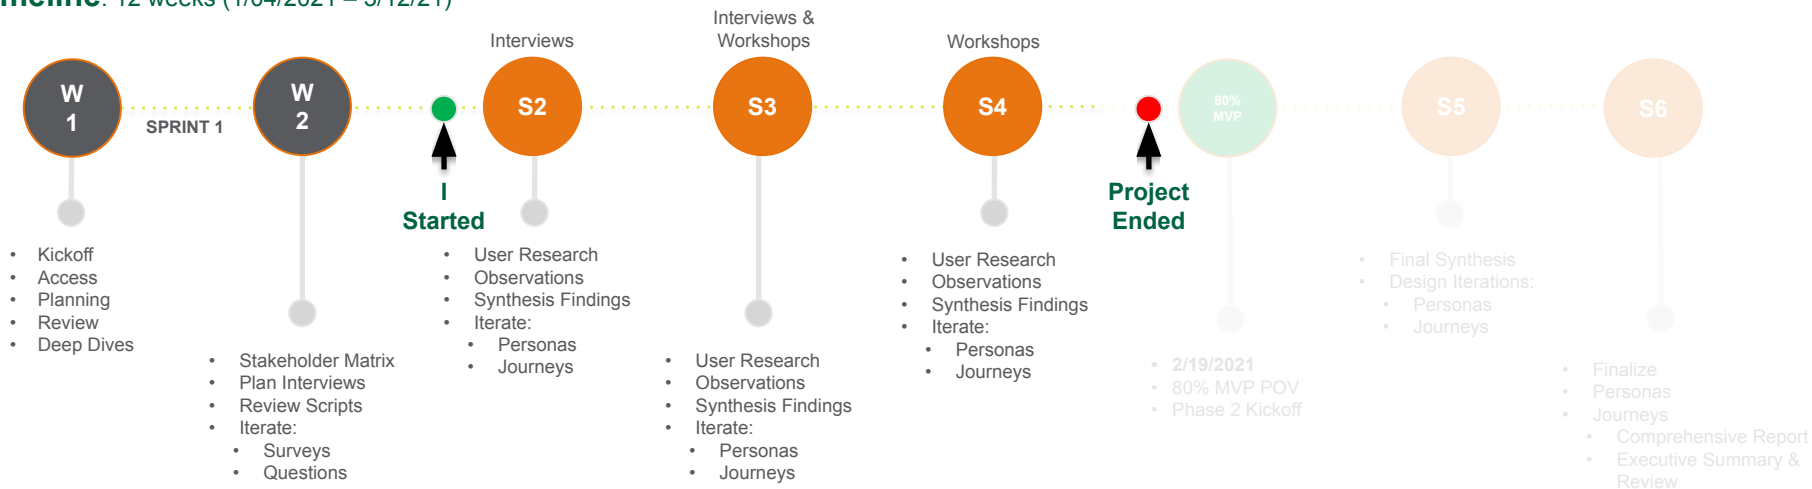 meline: 12 weeks (1/04/2021 – 3/12/21)
Interviews
Interviews &
Workshops
Workshops
W
1
SPRINT 1
W
2
S2
S3
S4
80%
MVP
S5
S6
I
Started
Project
Ended
• Kickoff
• Access
• Planning
• Review
• Deep Dives
• Stakeholder Matrix
• Plan Interviews
• Review Scripts
• Iterate:
• Surveys
• Questions
• User Research
• Observations
• Synthesis Findings
• Iterate:
• Personas
• Journeys
• User Research
• Observations
• Synthesis Findings
• Iterate:
• Personas
• Journeys
• User Research
• Observations
• Synthesis Findings
• Iterate:
• Personas
• Journeys
• 2/19/2021
• 80% MVP POV
• Phase 2 Kickoff
• Final Synthesis
• Design Iterations:
• Personas
• Journeys
• Finalize
• Personas
• Journeys
• Comprehensive Report
• Executive Summary &
Review